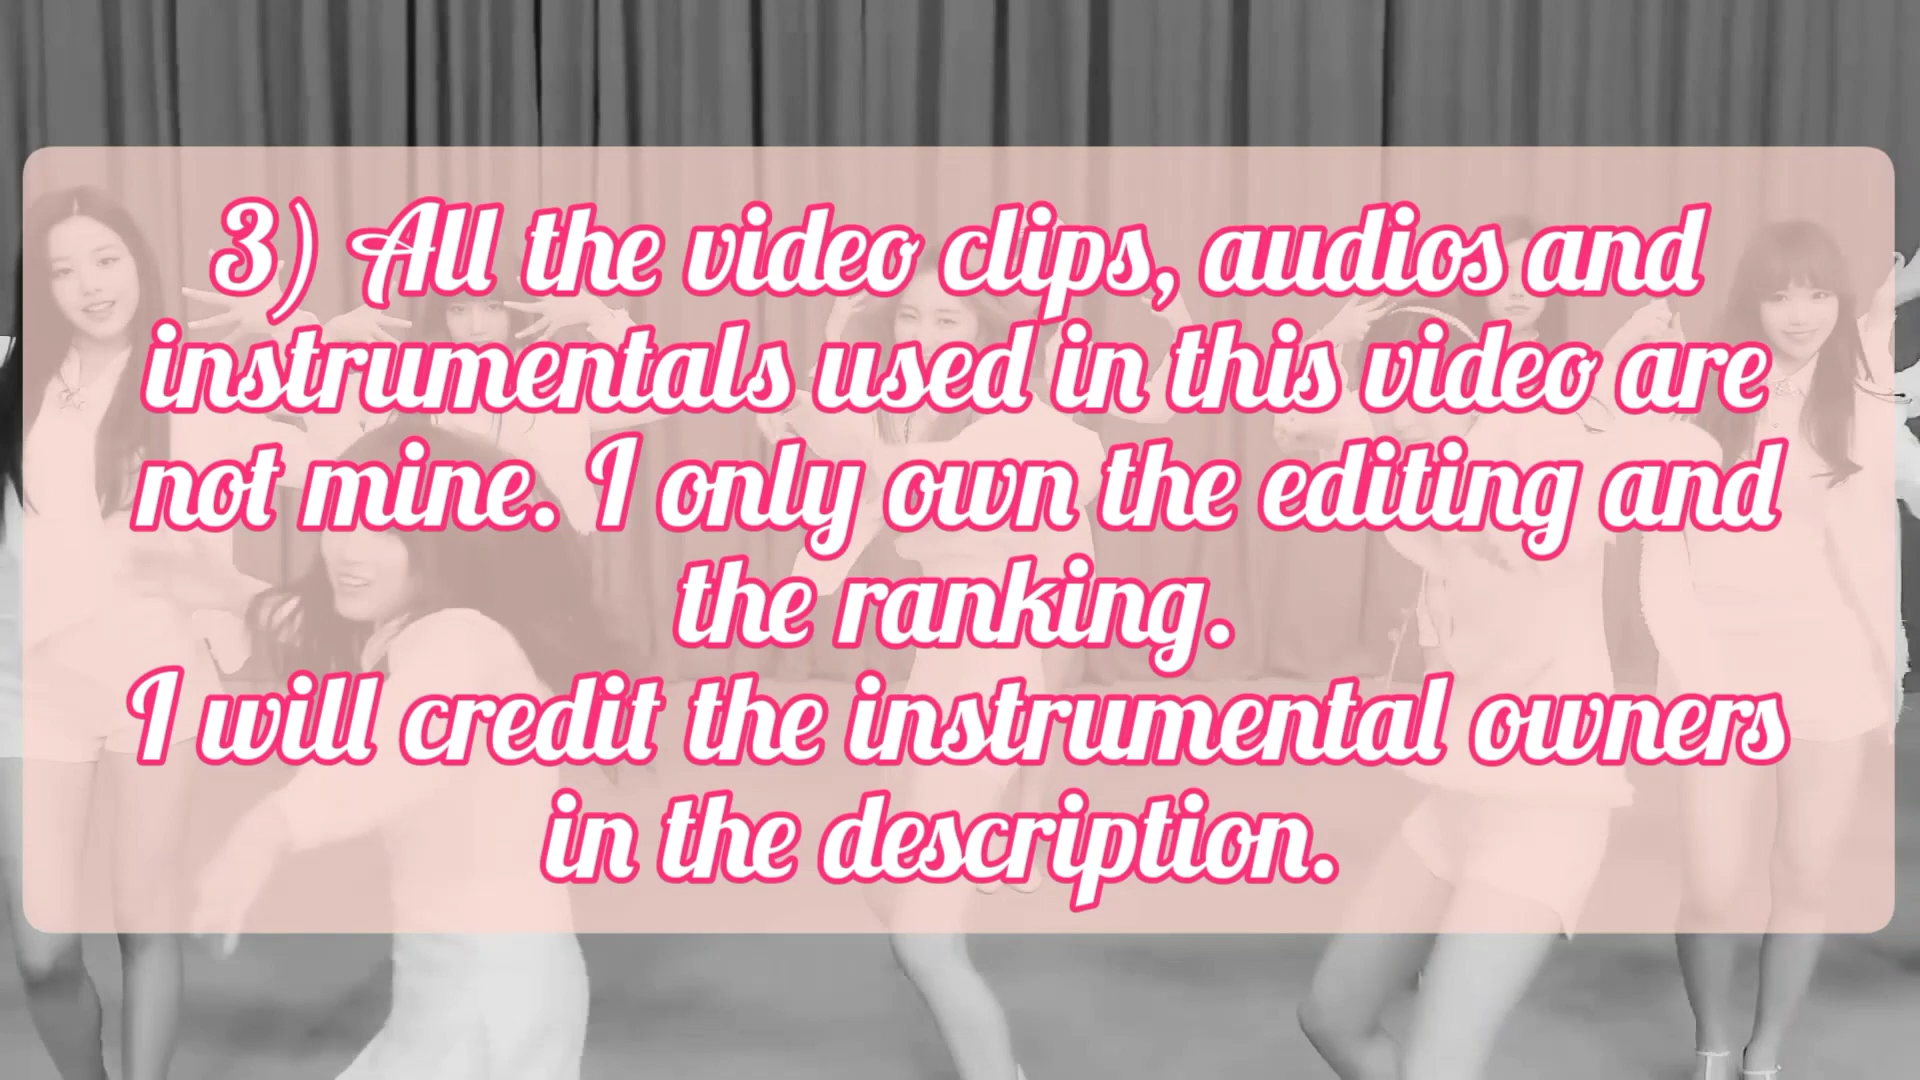 3) All the video clips, audios and
instrumentals used in this video are
not mine. I only own the editing and
the ranking.
I will credit the instrumental owners
in the description.